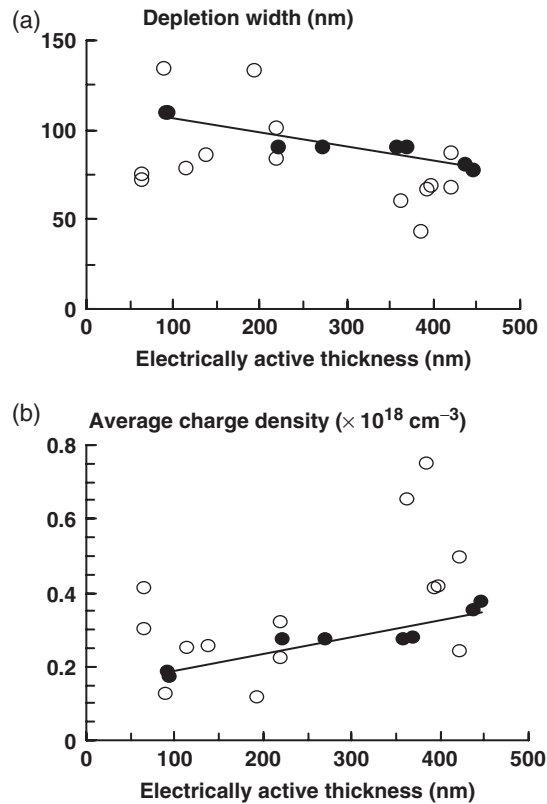 (a)
Depletion width (nm)
150
100
50
0
0 100 200 300 400 500
Electrically active thickness (nm)
(b)
Average charge density (× 10¹⁸ cm⁻³)
0.8
0.6
0.4
0.2
0
0 100 200 300 400 500
Electrically active thickness (nm)